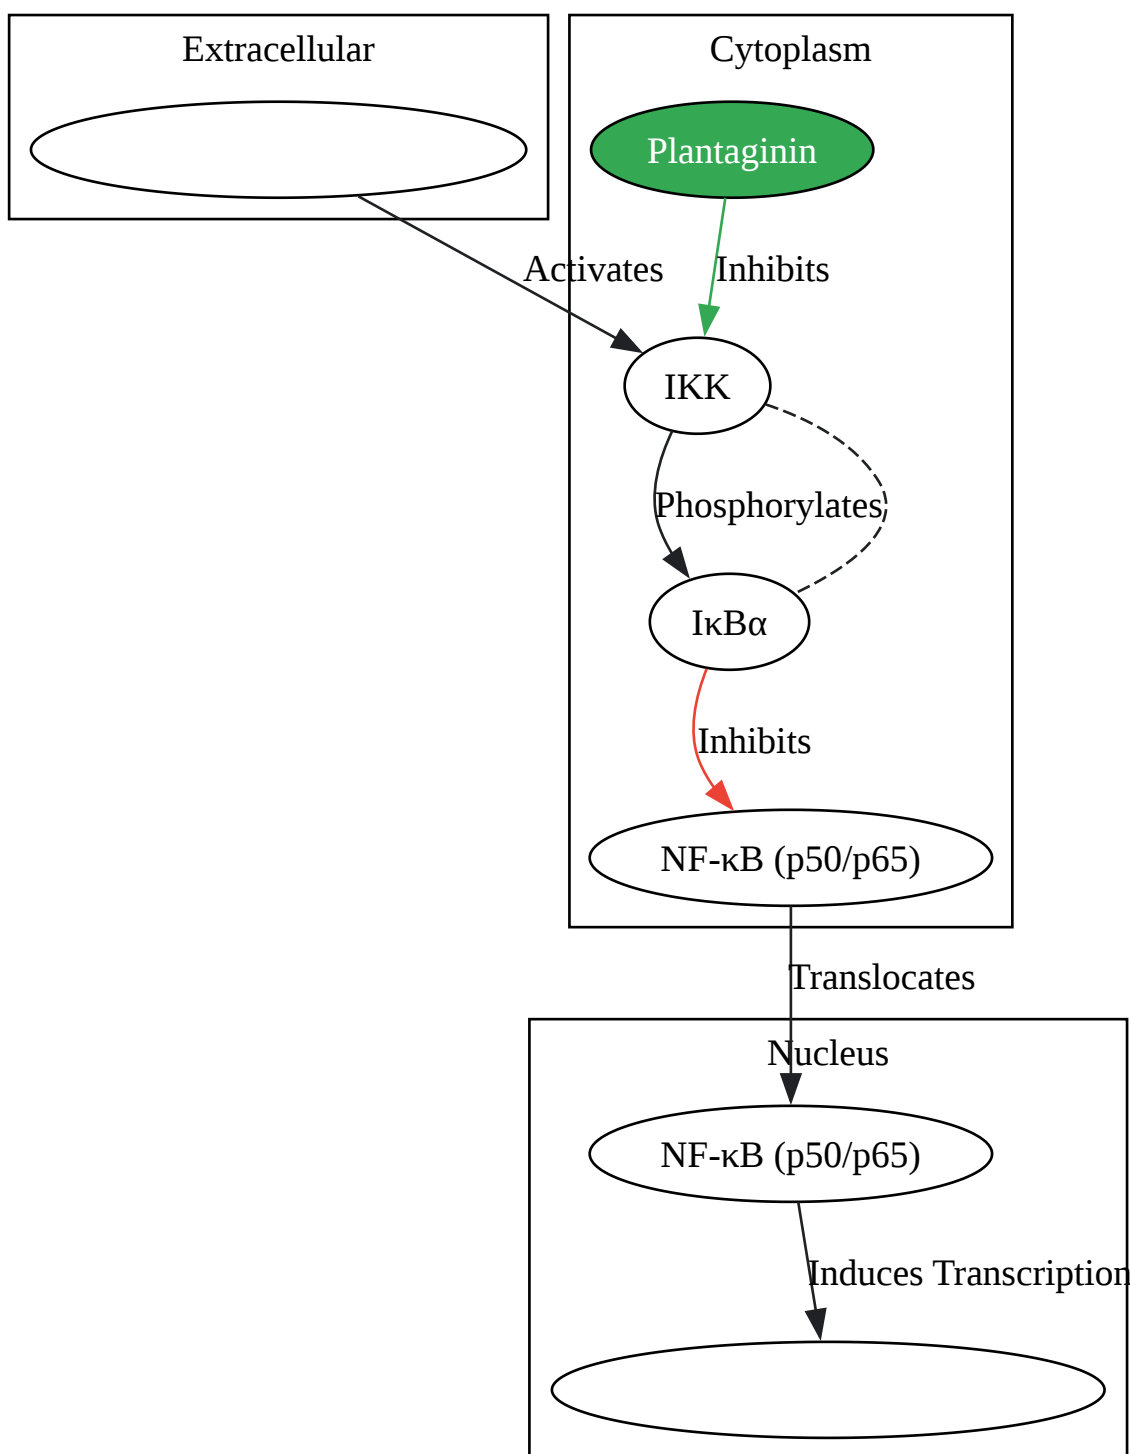 Extracellular
Cytoplasm
Plantaginin
Activates
Inhibits
IKK
Phosphorylates
IκBα
Inhibits
NF-κB (p50/p65)
Translocates
Nucleus
NF-κB (p50/p65)
Induces Transcription